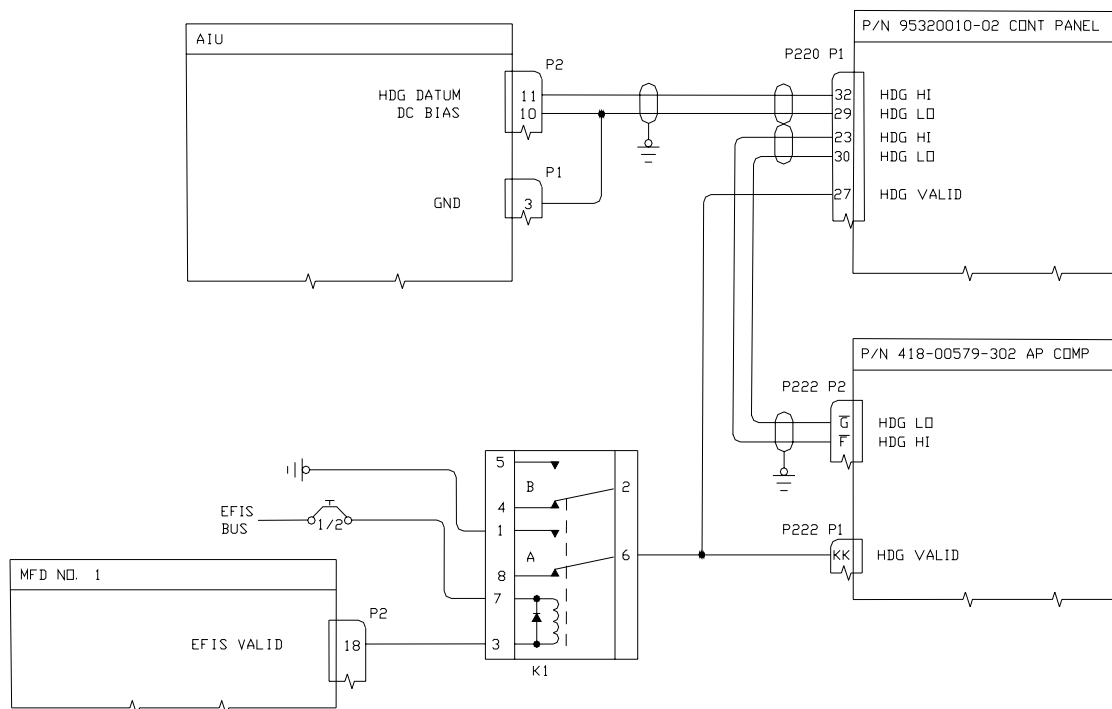 AIU
P/N 95320010-02 CONT PANEL
P220 P1
P2
HDG DATUM 11
DC BIAS 10
32 HDG HI
29 HDG LO
23 HDG HI
30 HDG LO
P1
GND 3
27 HDG VALID
P/N 418-00579-302 AP COMP
P222 P2
G HDG LO
F HDG HI
5
B
2
4
EFIS
BUS
1/2
1
A
6
8
P222 P1
KK HDG VALID
MFD NO. 1
7
P2
EFIS VALID 18
3
K1